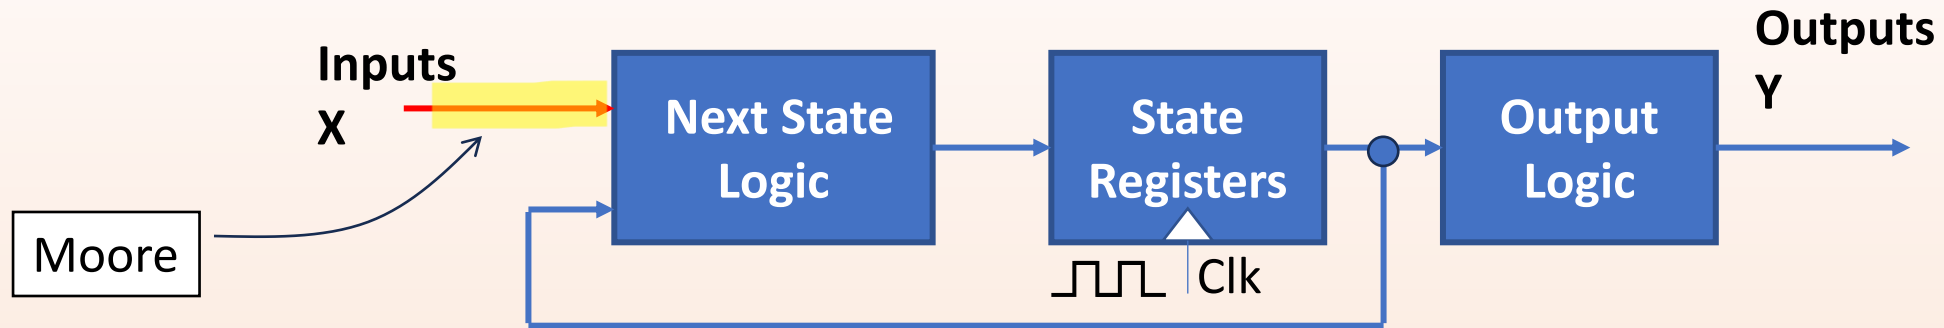 Inputs
X
Moore
Next State
Logic
State
Registers
Clk
Output
Logic
Outputs
Y